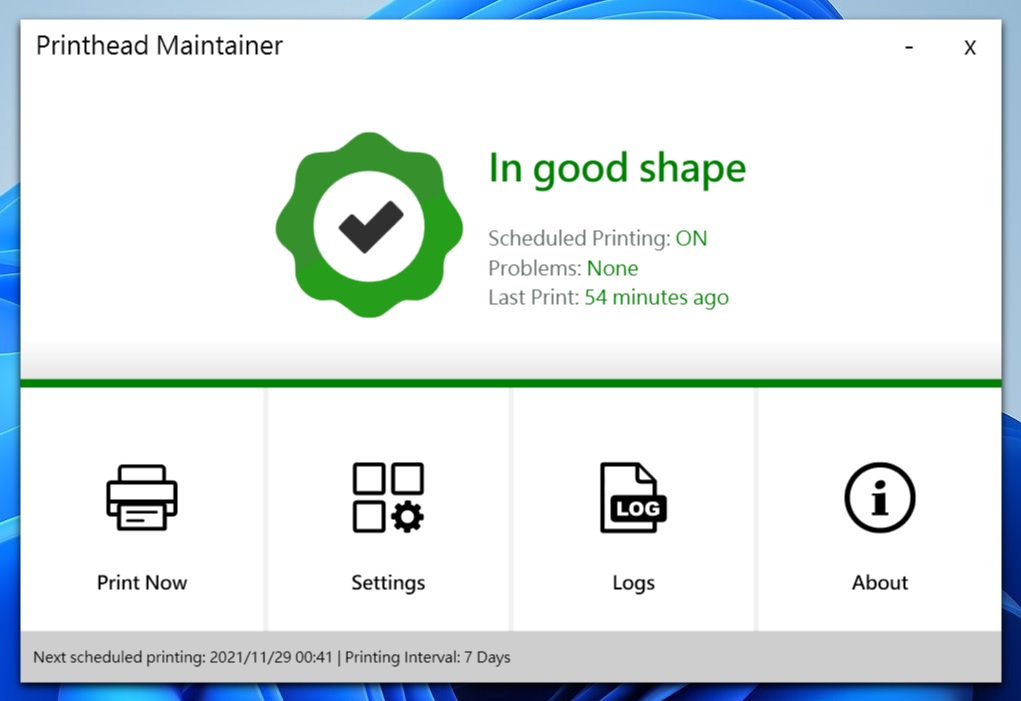 Printhead Maintainer
- X
In good shape
Scheduled Printing: ON
Problems: None
Last Print: 54 minutes ago
LOG
Print Now
Settings
Logs
About
Next scheduled printing: 2021/11/29 00:41 | Printing Interval: 7 Days